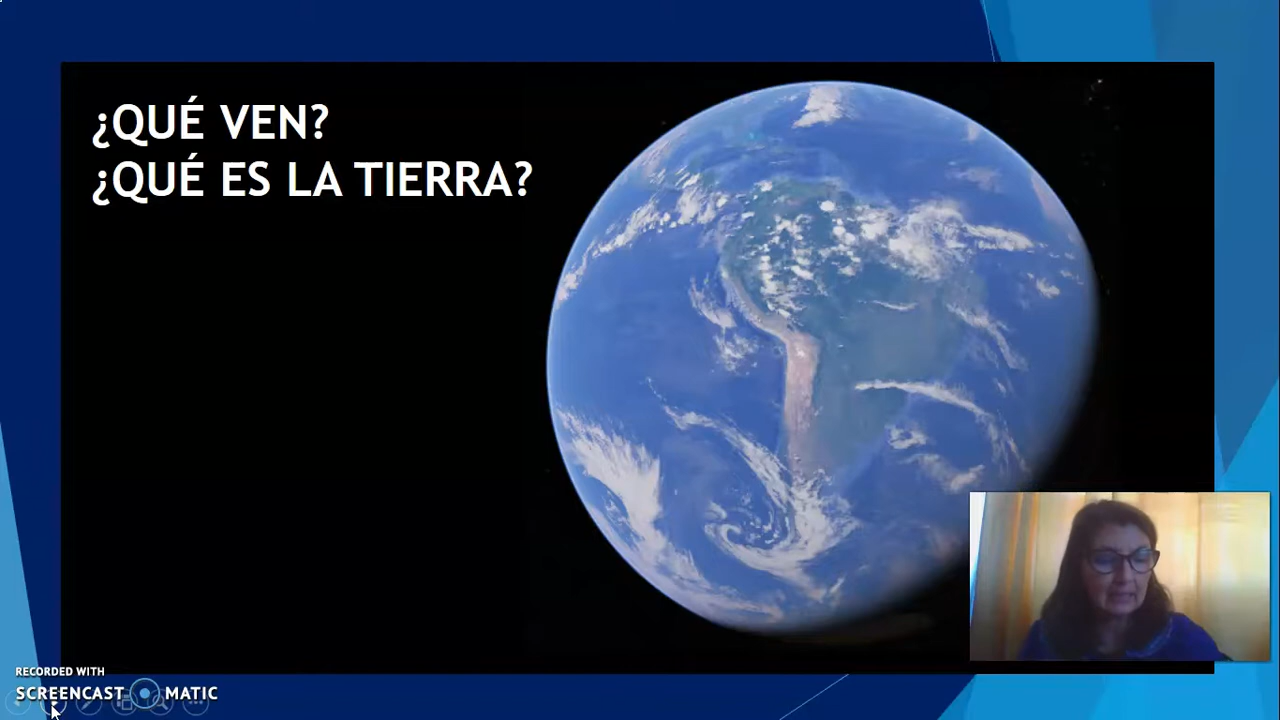 ¿QUÉ VEN?
¿QUÉ ES LA TIERRA?
RECORDED WITH
SCREENCAST MATIC